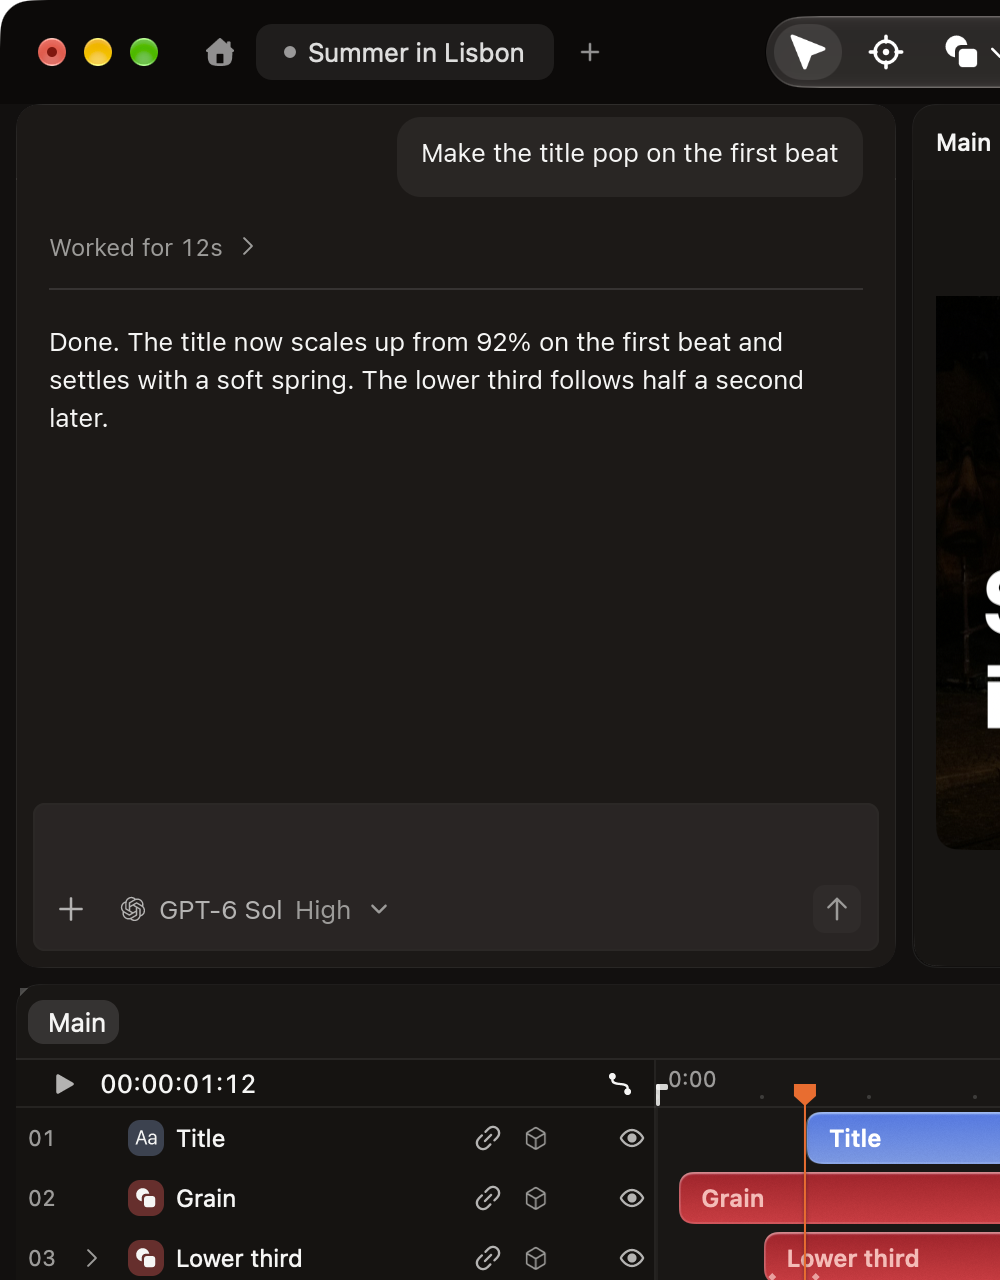 Summer in Lisbon
Make the title pop on the first beat
Main
Worked for 12s
Done. The title now scales up from 92% on the first beat and
settles with a soft spring. The lower third follows half a second
later.
GPT-6 Sol High
Main
00:00:01:12
0:00
01 Aa Title
Title
02 Grain
Grain
03 Lower third
Lower third